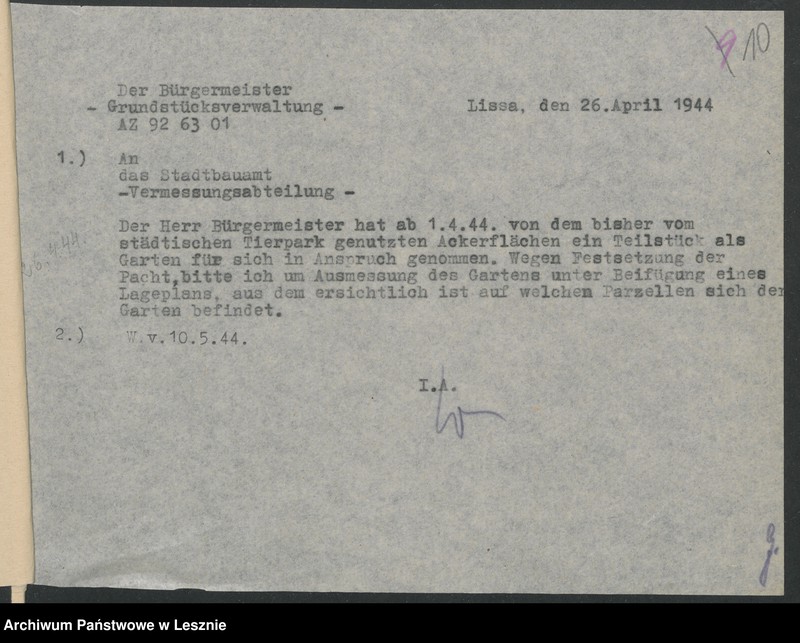 10
Der Bürgermeister
- Grundstücksverwaltung -
Lissa, den 26.April 1944
AZ 92 63 01
1.) An
das Stadtbauamt
-Vermessungsabteilung -
Der Herr Bürgermeister hat ab 1.4.44. von dem bisher vom
städtischen Tierpark genutzten Ackerflächen ein Teilstück als
Garten für sich in Anspruch genommen. Wegen Festsetzung der
Pacht,bitte ich um Ausmessung des Gartens unter Beifügung eines
Lageplans, aus dem ersichtlich ist auf welchen Parzellen sich der
Garten befindet.
2.) W.v.10.5.44.
I.A.
Archiwum Państwowe w Lesznie